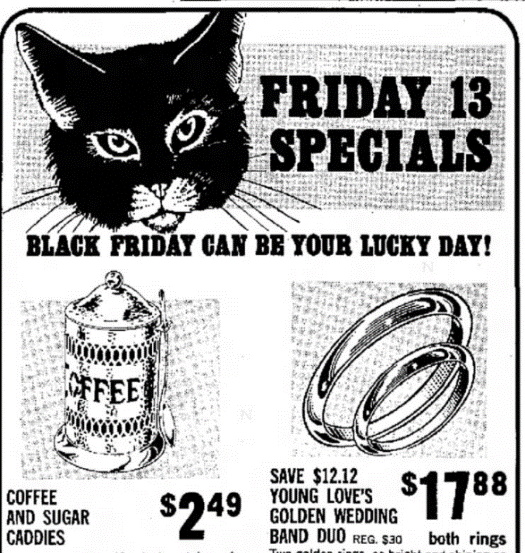 FRIDAY 13
SPECIALS
BLACK FRIDAY CAN BE YOUR LUCKY DAY!
COFFEE
COFFEE
AND SUGAR
CADDIES
$2.49
SAVE $12.12
YOUNG LOVE'S
GOLDEN WEDDING
BAND DUO REG. $30
$17.88
both rings